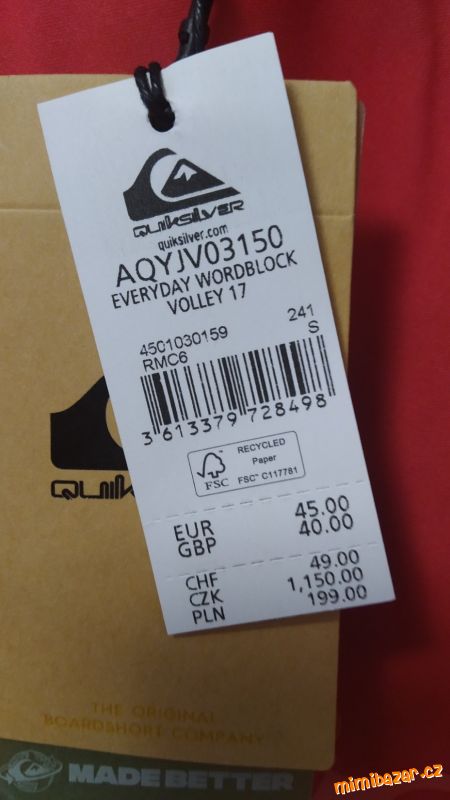 QUIKSILVER
quiksilver.com
AQYJV03150
EVERYDAY WORDBLOCK
VOLLEY 17
4501030159 241
RMC6 S
3 613379 728498
FSC RECYCLED
Paper
FSC™ C117781
EUR 45.00
GBP 40.00
CHF 49.00
CZK 1,150.00
PLN 199.00
QUIK
THE ORIGINAL
BOARDSHORT COMPANY
MADE BETTER
mimibazar.cz